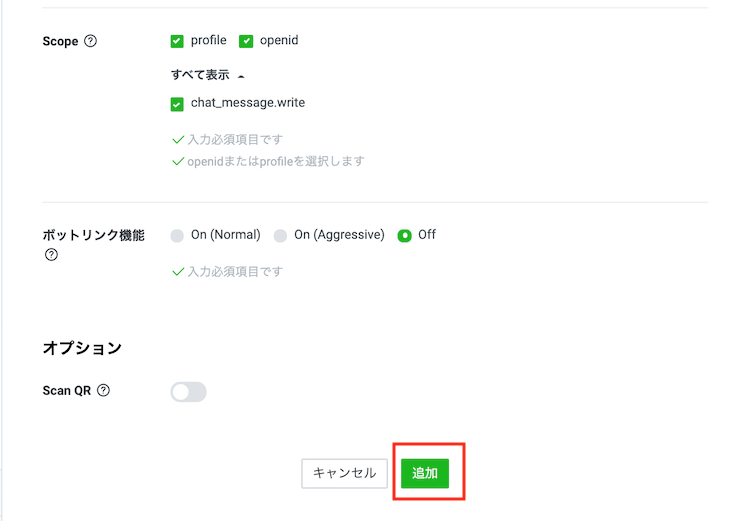 Scope ?
profile openid
すべて表示
chat_message.write
入力必須項目です
openidまたはprofileを選択します
ボットリンク機能 On (Normal) On (Aggressive) Off
?
入力必須項目です
オプション
Scan QR ?
キャンセル 追加